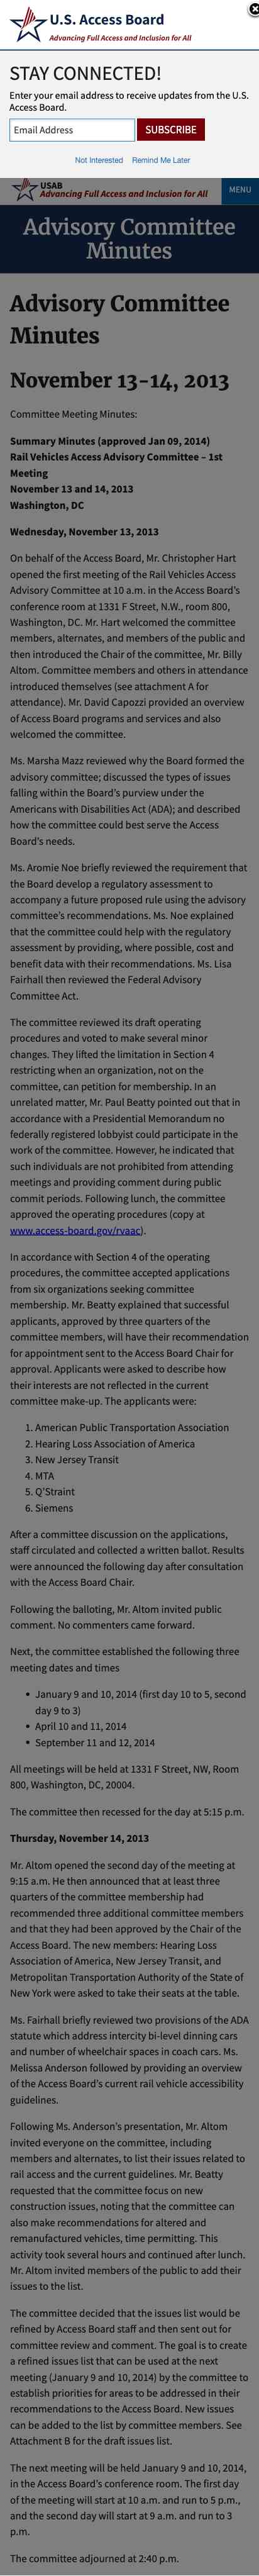 U.S. Access Board
Advancing Full Access and Inclusion for All
STAY CONNECTED!
Enter your email address to receive updates from the U.S.
Access Board.
Email Address
SUBSCRIBE
Not Interested Remind Me Later
USAB
Advancing Full Access and Inclusion for All
MENU
Advisory Committee
Minutes
Advisory Committee
Minutes
November 13-14, 2013
Committee Meeting Minutes:
Summary Minutes (approved Jan 09, 2014)
Rail Vehicles Access Advisory Committee – 1st
Meeting
November 13 and 14, 2013
Washington, DC
Wednesday, November 13, 2013
On behalf of the Access Board, Mr. Christopher Hart
opened the first meeting of the Rail Vehicles Access
Advisory Committee at 10 a.m. in the Access Board's
conference room at 1331 F Street, N.W., room 800,
Washington, DC. Mr. Hart welcomed the committee
members, alternates, and members of the public and
then introduced the Chair of the committee, Mr. Billy
Altom. Committee members and others in attendance
introduced themselves (see attachment A for
attendance). Mr. David Capozzi provided an overview
of Access Board programs and services and also
welcomed the committee.
Ms. Marsha Mazz reviewed why the Board formed the
advisory committee; discussed the types of issues
falling within the Board's purview under the
Americans with Disabilities Act (ADA); and described
how the committee could best serve the Access
Board's needs.
Ms. Aromie Noe briefly reviewed the requirement that
the Board develop a regulatory assessment to
accompany a future proposed rule using the advisory
committee's recommendations. Ms. Noe explained
that the committee could help with the regulatory
assessment by providing, where possible, cost and
benefit data with their recommendations. Ms. Lisa
Fairhall then reviewed the Federal Advisory
Committee Act.
The committee reviewed its draft operating
procedures and voted to make several minor
changes. They lifted the limitation in Section 4
restricting when an organization, not on the
committee, can petition for membership. In an
unrelated matter, Mr. Paul Beatty pointed out that in
accordance with a Presidential Memorandum no
federally registered lobbyist could participate in the
work of the committee. However, he indicated that
such individuals are not prohibited from attending
meetings and providing comment during public
commit periods. Following lunch, the committee
approved the operating procedures (copy at
www.access-board.gov/rvaac).
In accordance with Section 4 of the operating
procedures, the committee accepted applications
from six organizations seeking committee
membership. Mr. Beatty explained that successful
applicants, approved by three quarters of the
committee members, will have their recommendation
for appointment sent to the Access Board Chair for
approval. Applicants were asked to describe how
their interests are not reflected in the current
committee make-up. The applicants were:
1. American Public Transportation Association
2. Hearing Loss Association of America
3. New Jersey Transit
4. MTA
5. Q'Straint
6. Siemens
After a committee discussion on the applications,
staff circulated and collected a written ballot. Results
were announced the following day after consultation
with the Access Board Chair.
Following the balloting, Mr. Altom invited public
comment. No commenters came forward.
Next, the committee established the following three
meeting dates and times
• January 9 and 10, 2014 (first day 10 to 5, second
day 9 to 3)
• April 10 and 11, 2014
• September 11 and 12, 2014
All meetings will be held at 1331 F Street, NW, Room
800, Washington, DC, 20004.
The committee then recessed for the day at 5:15 p.m.
Thursday, November 14, 2013
Mr. Altom opened the second day of the meeting at
9:15 a.m. He then announced that at least three
quarters of the committee membership had
recommended three additional committee members
and that they had been approved by the Chair of the
Access Board. The new members: Hearing Loss
Association of America, New Jersey Transit, and
Metropolitan Transportation Authority of the State of
New York were asked to take their seats at the table.
Ms. Fairhall briefly reviewed two provisions of the ADA
statute which address intercity bi-level dinning cars
and number of wheelchair spaces in coach cars. Ms.
Melissa Anderson followed by providing an overview
of the Access Board's current rail vehicle accessibility
guidelines.
Following Ms. Anderson's presentation, Mr. Altom
invited everyone on the committee, including
members and alternates, to list their issues related to
rail access and the current guidelines. Mr. Beatty
requested that the committee focus on new
construction issues, noting that the committee can
also make recommendations for altered and
remanufactured vehicles, time permitting. This
activity took several hours and continued after lunch.
Mr. Altom invited members of the public to add their
issues to the list.
The committee decided that the issues list would be
refined by Access Board staff and then sent out for
committee review and comment. The goal is to create
a refined issues list that can be used at the next
meeting (January 9 and 10, 2014) by the committee to
establish priorities for areas to be addressed in their
recommendations to the Access Board. New issues
can be added to the list by committee members. See
Attachment B for the draft issues list.
The next meeting will be held January 9 and 10, 2014,
in the Access Board's conference room. The first day
of the meeting will start at 10 a.m. and run to 5 p.m.,
and the second day will start at 9 a.m. and run to 3
p.m.
The committee adjourned at 2:40 p.m.